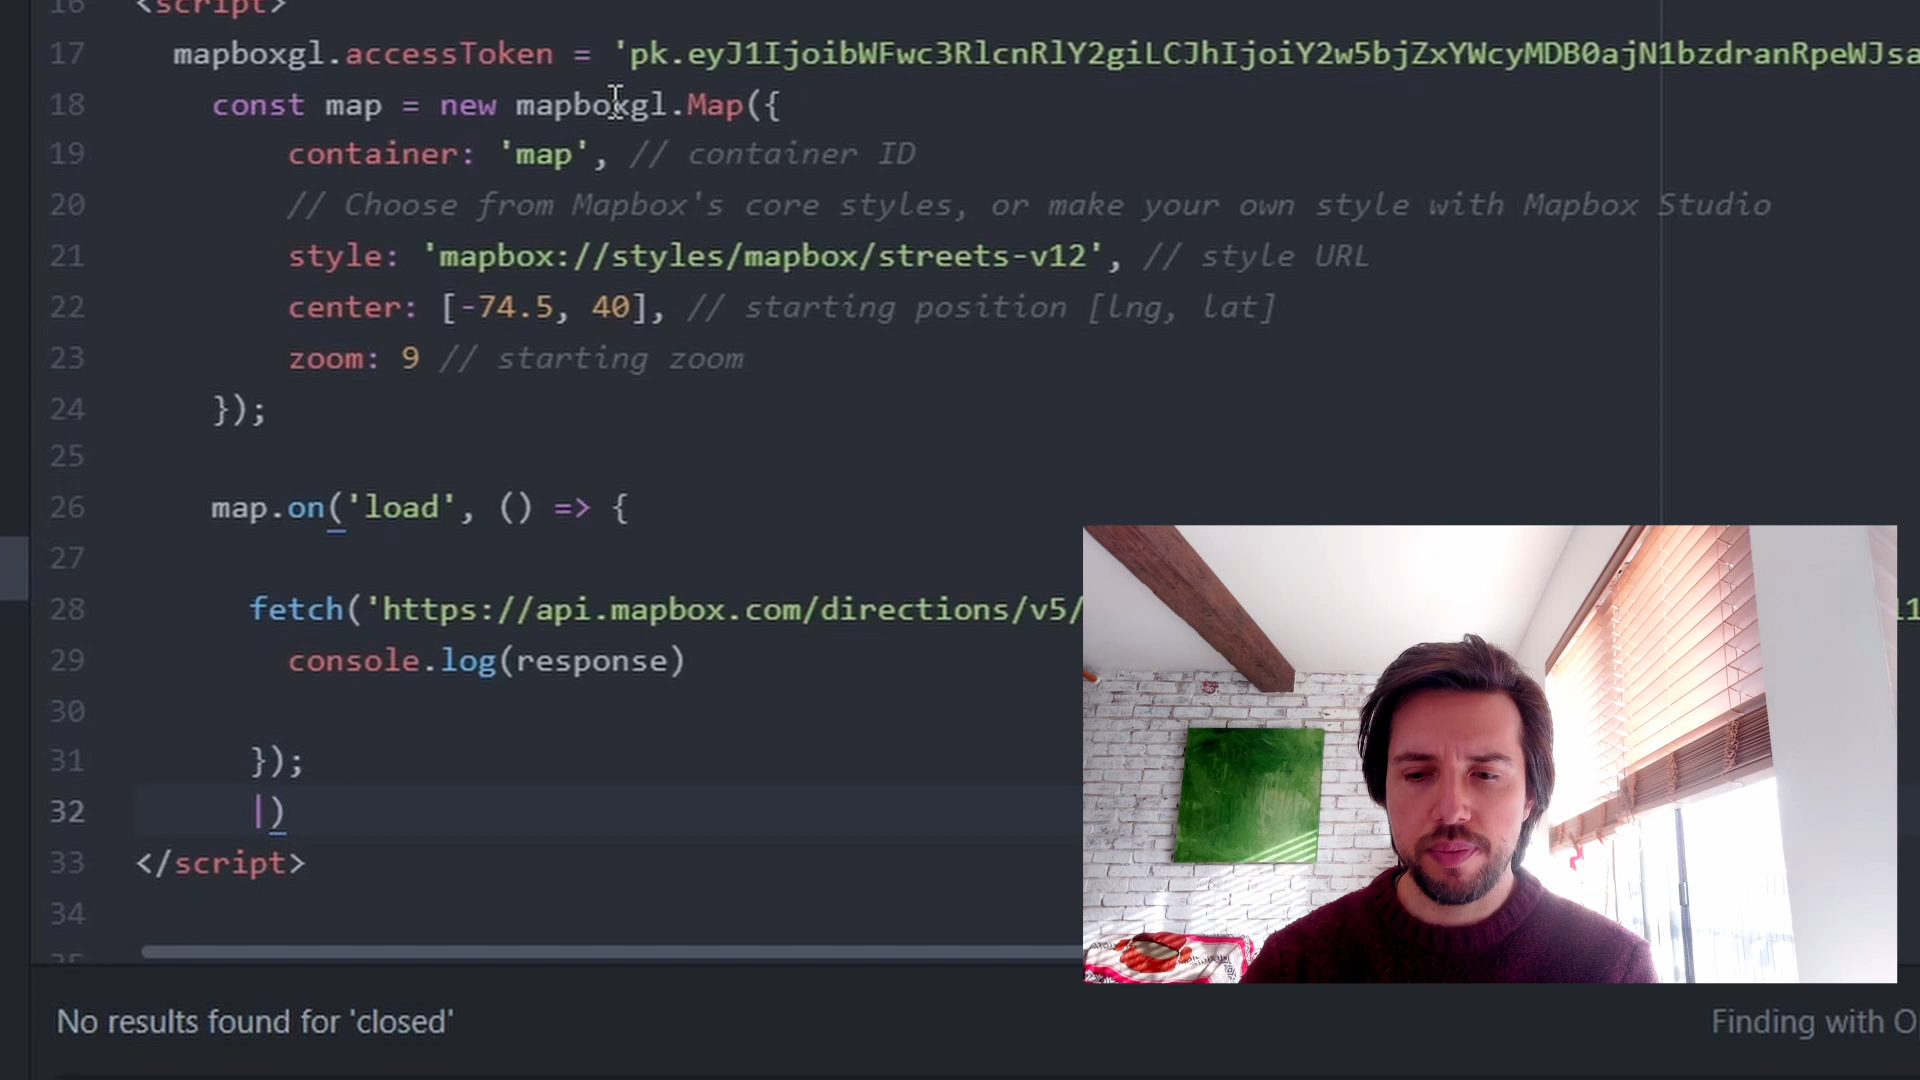 16 <script>
17 mapboxgl.accessToken = 'pk.eyJ1IjoibWFwc3RlcnRlY2giLCJhIjoiY2w5bjZxYWcyMDB0ajN1bzdranRpeWJsa
18 const map = new mapboxgl.Map({
19 container: 'map', // container ID
20 // Choose from Mapbox's core styles, or make your own style with Mapbox Studio
21 style: 'mapbox://styles/mapbox/streets-v12', // style URL
22 center: [-74.5, 40], // starting position [lng, lat]
23 zoom: 9 // starting zoom
24 });
25
26 map.on('load', () => {
27
28 fetch('https://api.mapbox.com/directions/v5/
29 console.log(response)
30
31 });
32 )
33 </script>
34
35
No results found for 'closed'
Finding with O